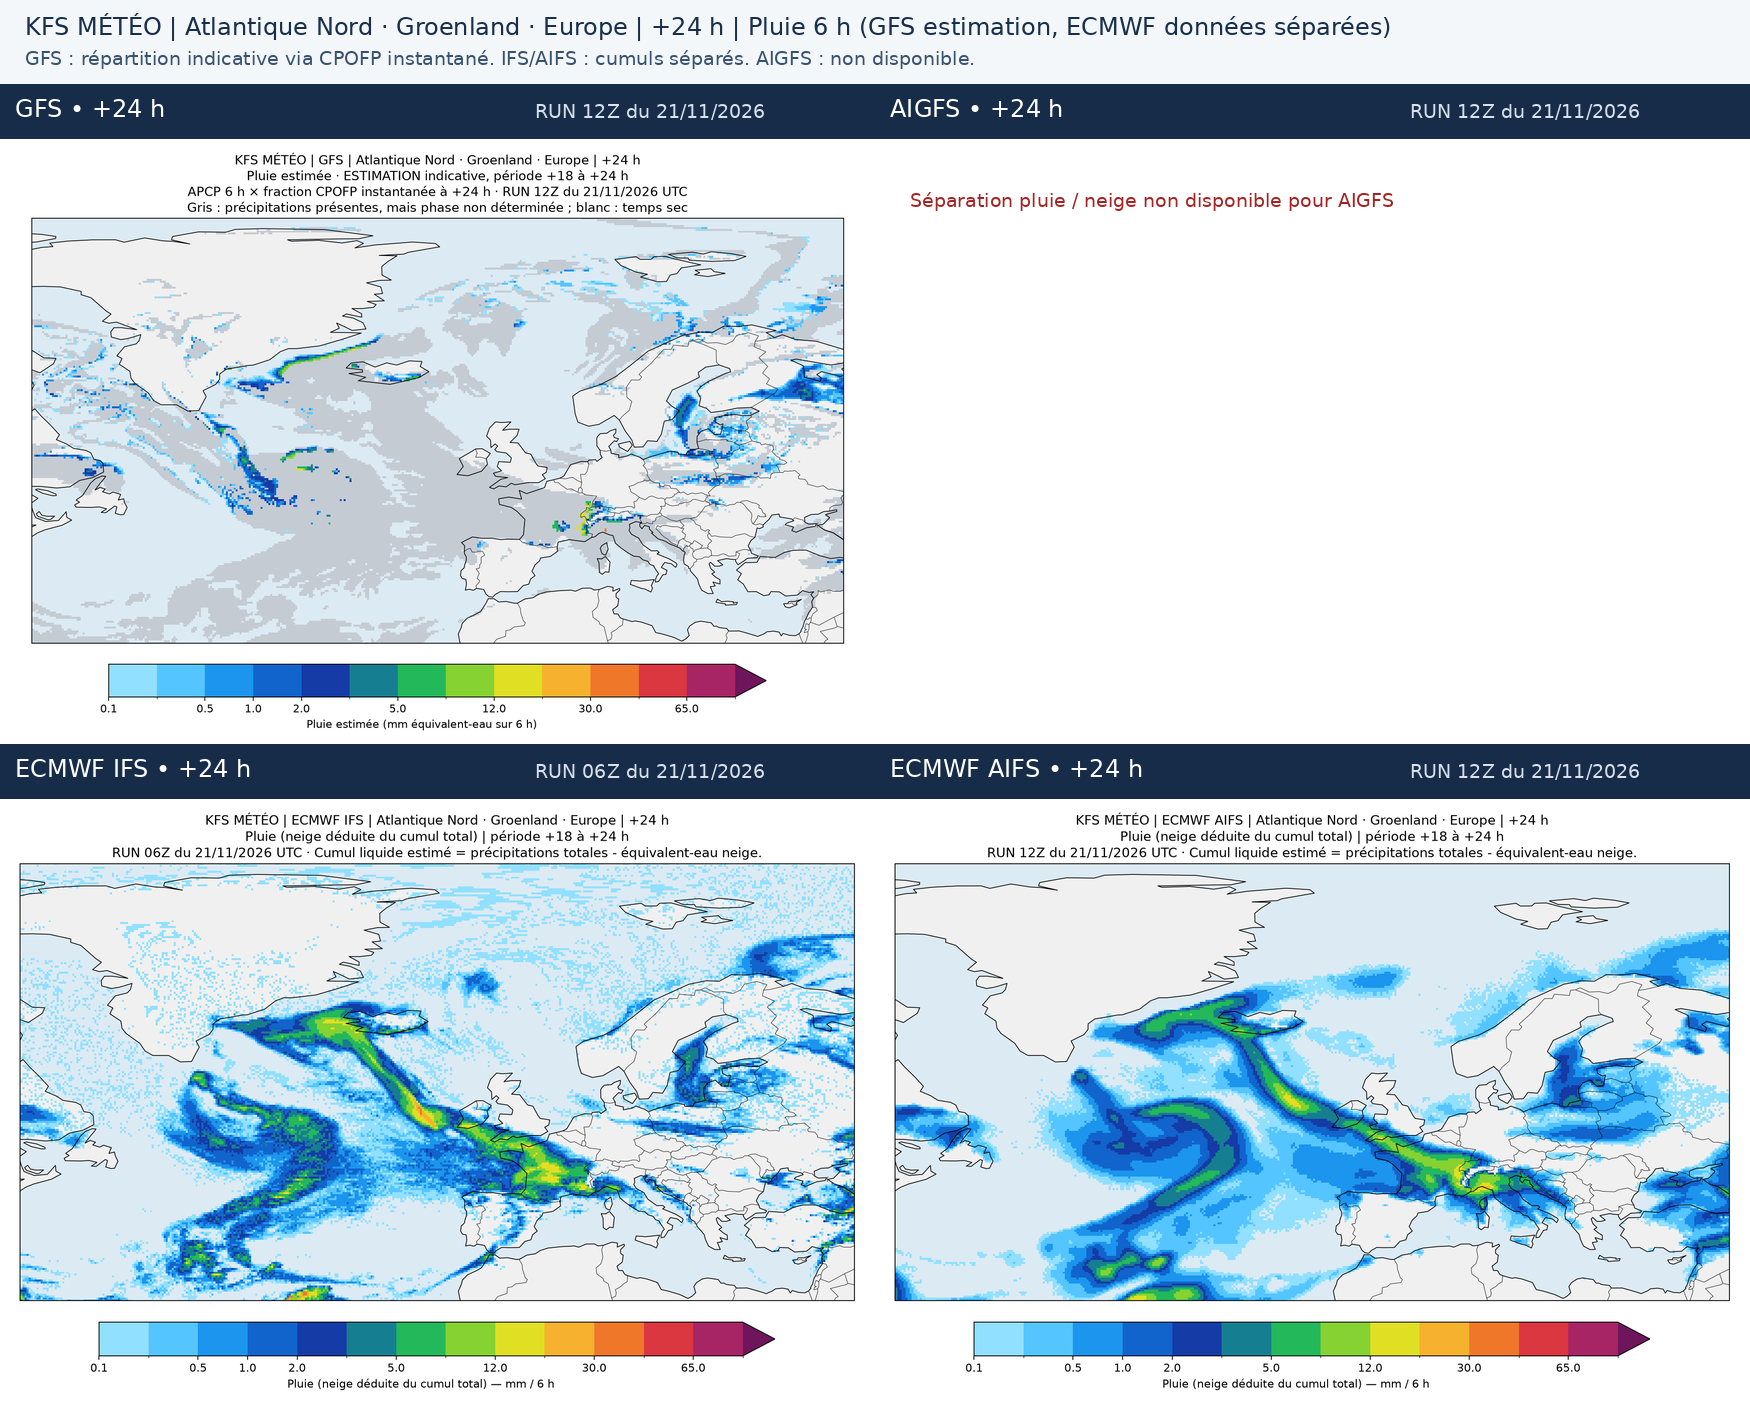 KFS MÉTÉO | Atlantique Nord · Groenland · Europe | +24 h | Pluie 6 h (GFS estimation, ECMWF données séparées)
GFS : répartition indicative via CPOFP instantané. IFS/AIFS : cumuls séparés. AIGFS : non disponible.
GFS • +24 h
RUN 12Z du 21/11/2026
AIGFS • +24 h
RUN 12Z du 21/11/2026
KFS MÉTÉO | GFS | Atlantique Nord · Groenland · Europe | +24 h
Pluie estimée · ESTIMATION indicative, période +18 à +24 h
APCP 6 h × fraction CPOFP instantanée à +24 h · RUN 12Z du 21/11/2026 UTC
Gris : précipitations présentes, mais phase non déterminée ; blanc : temps sec
Séparation pluie / neige non disponible pour AIGFS
0.1 0.5 1.0 2.0 5.0 12.0 30.0 65.0
Pluie estimée (mm équivalent-eau sur 6 h)
ECMWF IFS • +24 h
RUN 06Z du 21/11/2026
ECMWF AIFS • +24 h
RUN 12Z du 21/11/2026
KFS MÉTÉO | ECMWF IFS | Atlantique Nord · Groenland · Europe | +24 h
Pluie (neige déduite du cumul total) | période +18 à +24 h
RUN 06Z du 21/11/2026 UTC · Cumul liquide estimé = précipitations totales - équivalent-eau neige.
0.1 0.5 1.0 2.0 5.0 12.0 30.0 65.0
Pluie (neige déduite du cumul total) — mm / 6 h
KFS MÉTÉO | ECMWF AIFS | Atlantique Nord · Groenland · Europe | +24 h
Pluie (neige déduite du cumul total) | période +18 à +24 h
RUN 12Z du 21/11/2026 UTC · Cumul liquide estimé = précipitations totales - équivalent-eau neige.
0.1 0.5 1.0 2.0 5.0 12.0 30.0 65.0
Pluie (neige déduite du cumul total) — mm / 6 h